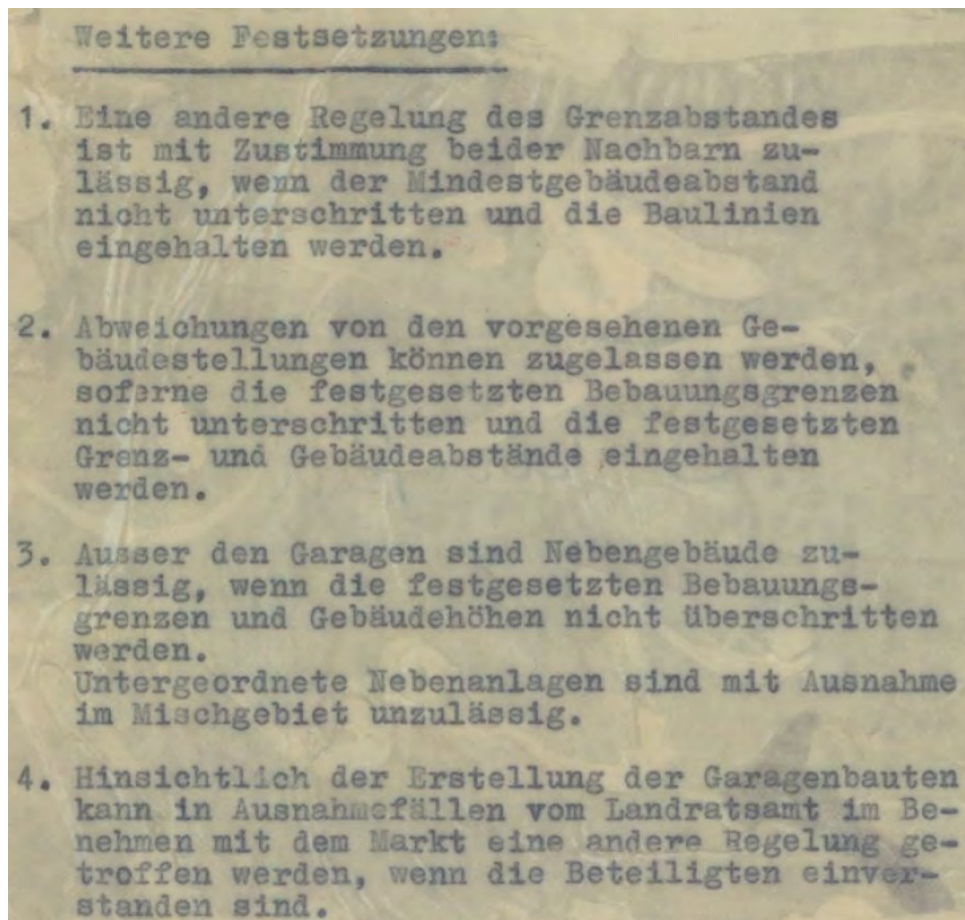 Weitere Festsetzungen:
1. Eine andere Regelung des Grenzabstandes
ist mit Zustimmung beider Nachbarn zu-
lässig, wenn der Mindestgebäudeabstand
nicht unterschritten und die Baulinien
eingehalten werden.
2. Abweichungen von den vorgesehenen Ge-
bäudestellungen können zugelassen werden,
soferne die festgesetzten Bebauungsgrenzen
nicht unterschritten und die festgesetzten
Grenz- und Gebäudeabstände eingehalten
werden.
3. Ausser den Garagen sind Nebengebäude zu-
lässig, wenn die festgesetzten Bebauungs-
grenzen und Gebäudehöhen nicht überschritten
werden.
Untergeordnete Nebenanlagen sind mit Ausnahme
im Mischgebiet unzulässig.
4. Hinsichtlich der Erstellung der Garagenbauten
kann in Ausnahmefällen vom Landratsamt im Be-
nehmen mit dem Markt eine andere Regelung ge-
troffen werden, wenn die Beteiligten einver-
standen sind.